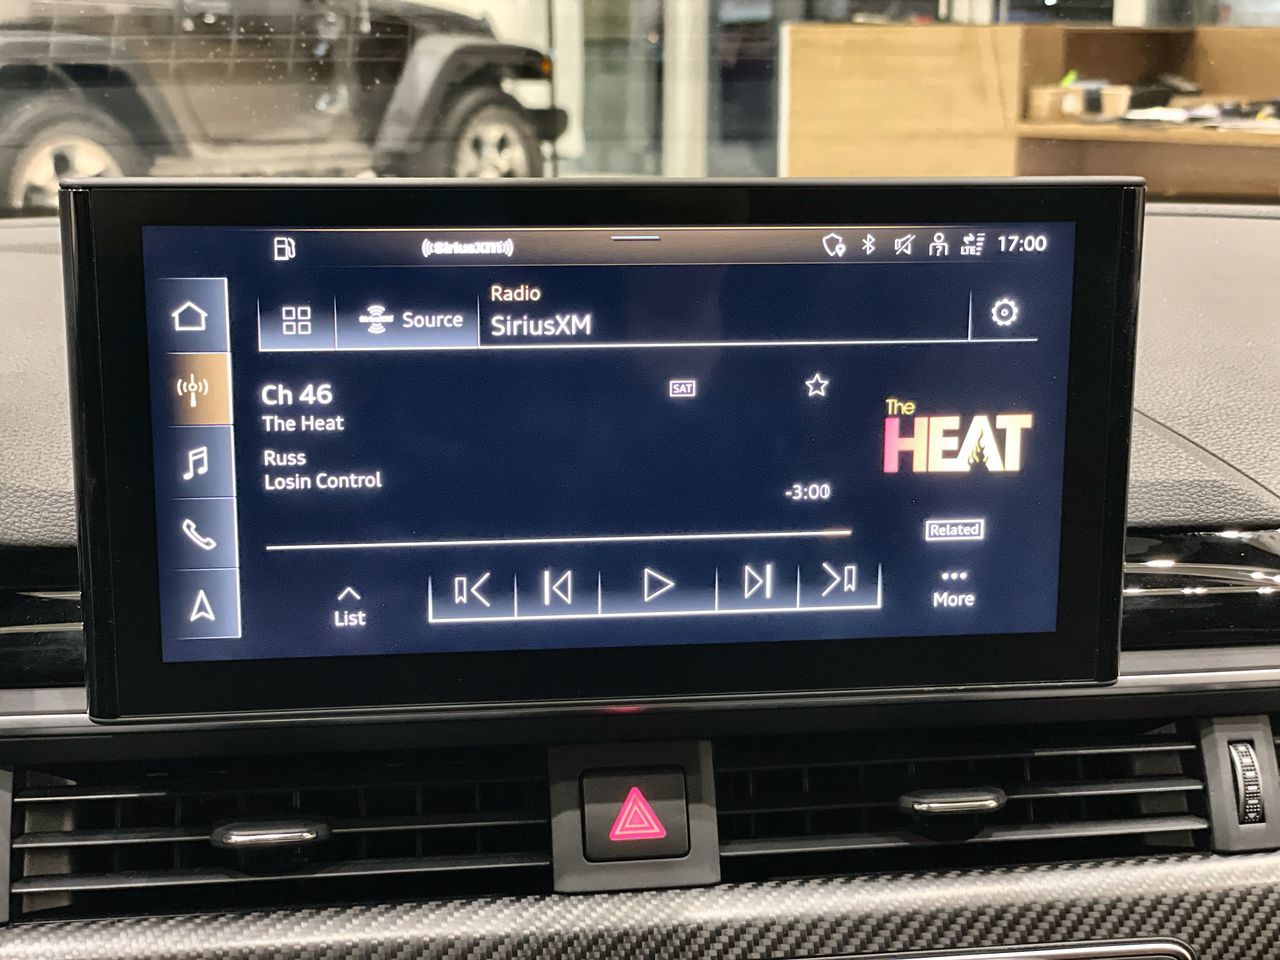 SiriusXM
LTE
17:00
Radio
Source
SiriusXM
Ch 46
SAT
The Heat
The
HEAT
Russ
Losin Control
-3:00
Related
List
More